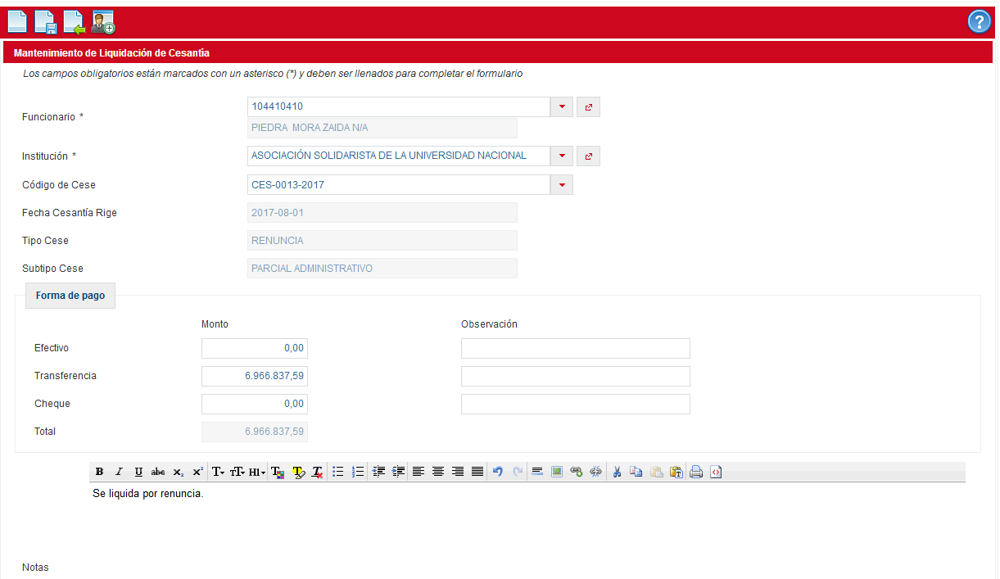 Mantenimiento de Liquidación de Cesantía
Los campos obligatorios están marcados con un asterisco (*) y deben ser llenados para completar el formulario
Funcionario *
104410410
PIEDRA MORA ZAIDA N/A
Institución *
ASOCIACIÓN SOLIDARISTA DE LA UNIVERSIDAD NACIONAL
Código de Cese
CES-0013-2017
Fecha Cesantía Rige
2017-08-01
Tipo Cese
RENUNCIA
Subtipo Cese
PARCIAL ADMINISTRATIVO
Forma de pago
Monto Observación
Efectivo 0,00
Transferencia 6.966.837,59
Cheque 0,00
Total 6.966.837,59
B I U abc x₂ x² T T H1 T T T
Se liquida por renuncia.
Notas